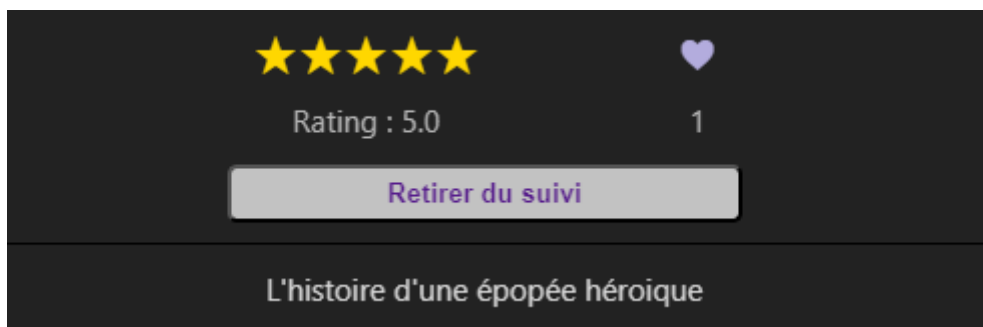 Rating : 5.0
1
Retirer du suivi
L'histoire d'une épopée héroique